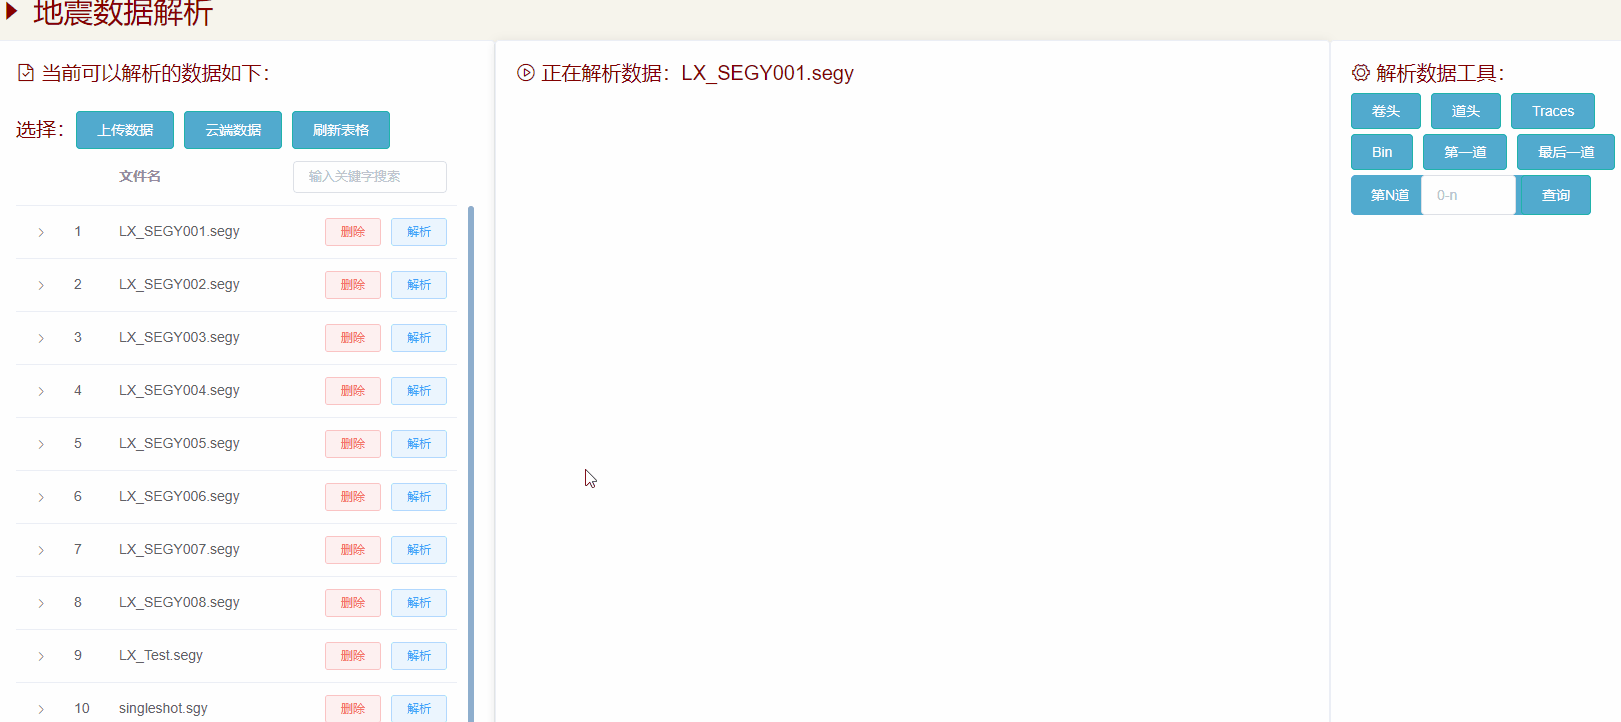 地震数据解析
当前可以解析的数据如下：
选择： 上传数据 云端数据 刷新表格
文件名 输入关键字搜索
1 LX_SEGY001.segy 删除 解析
2 LX_SEGY002.segy 删除 解析
3 LX_SEGY003.segy 删除 解析
4 LX_SEGY004.segy 删除 解析
5 LX_SEGY005.segy 删除 解析
6 LX_SEGY006.segy 删除 解析
7 LX_SEGY007.segy 删除 解析
8 LX_SEGY008.segy 删除 解析
9 LX_Test.segy 删除 解析
10 singleshot.sgy 删除 解析
正在解析数据：LX_SEGY001.segy
解析数据工具：
卷头 道头 Traces
Bin 第一道 最后一道
第N道 0-n 查询